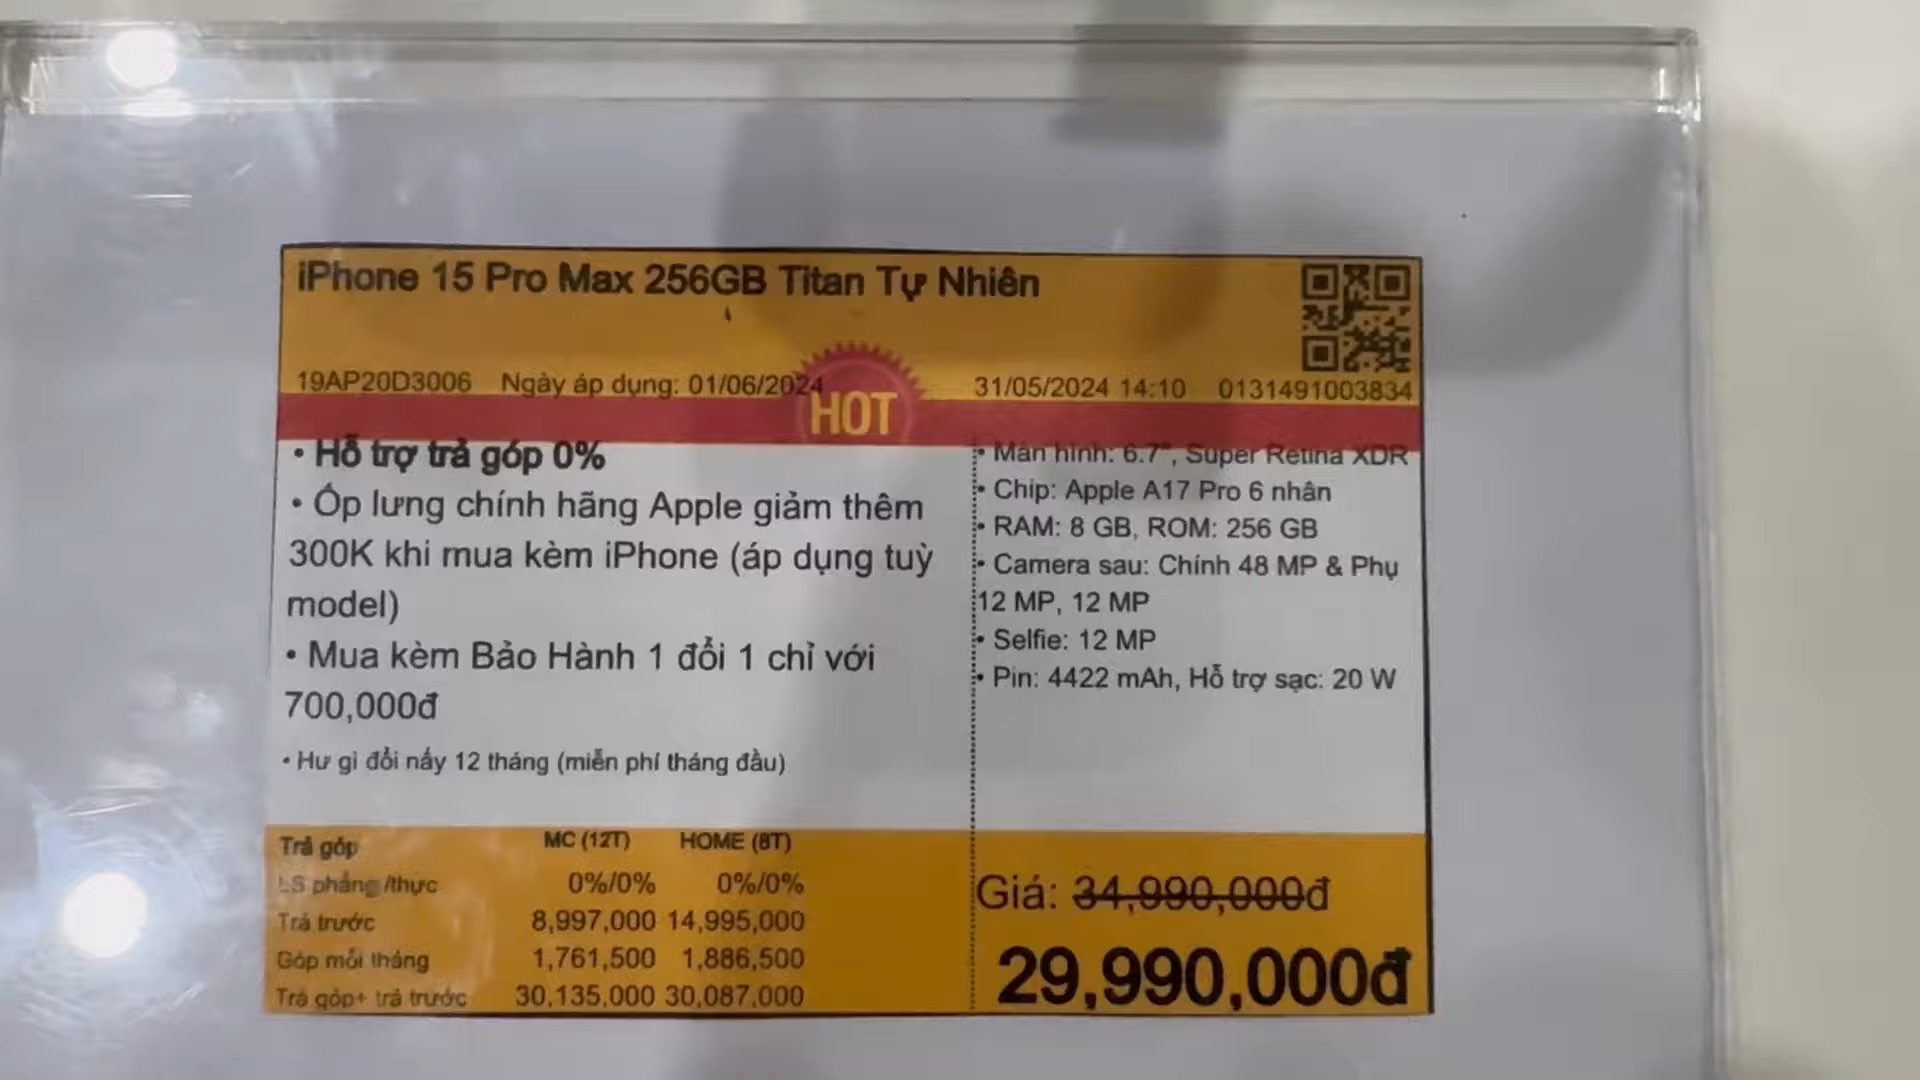 iPhone 15 Pro Max 256GB Titan Tự Nhiên
19AP20D3006 Ngày áp dụng: 01/06/2024 31/05/2024 14:10 0131491003834
HOT
• Hỗ trợ trả góp 0%
• Ốp lưng chính hãng Apple giảm thêm
300K khi mua kèm iPhone (áp dụng tuỳ
model)
• Mua kèm Bảo Hành 1 đổi 1 chỉ với
700,000đ
• Hư gì đổi nấy 12 tháng (miễn phí tháng đầu)
• Màn hình: 6.7", Super Retina XDR
• Chip: Apple A17 Pro 6 nhân
• RAM: 8 GB, ROM: 256 GB
• Camera sau: Chính 48 MP & Phụ
12 MP, 12 MP
• Selfie: 12 MP
• Pin: 4422 mAh, Hỗ trợ sạc: 20 W
Trả góp MC (12T) HOME (8T)
LS phẳng/thực 0%/0% 0%/0%
Trả trước 8,997,000 14,995,000
Góp mỗi tháng 1,761,500 1,886,500
Trả góp+ trả trước 30,135,000 30,087,000
Giá: 34,990,000đ
29,990,000đ